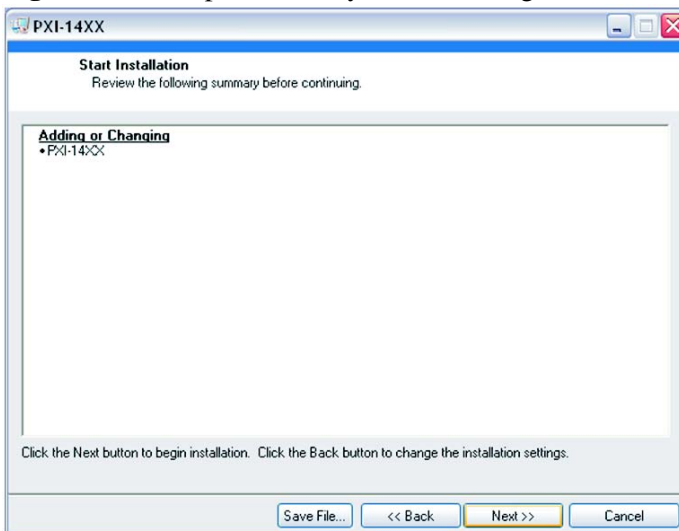 PXI-14XX
Start Installation
Review the following summary before continuing.
Adding or Changing
• PXI-14XX
Click the Next button to begin installation. Click the Back button to change the installation settings.
Save File... << Back Next >> Cancel